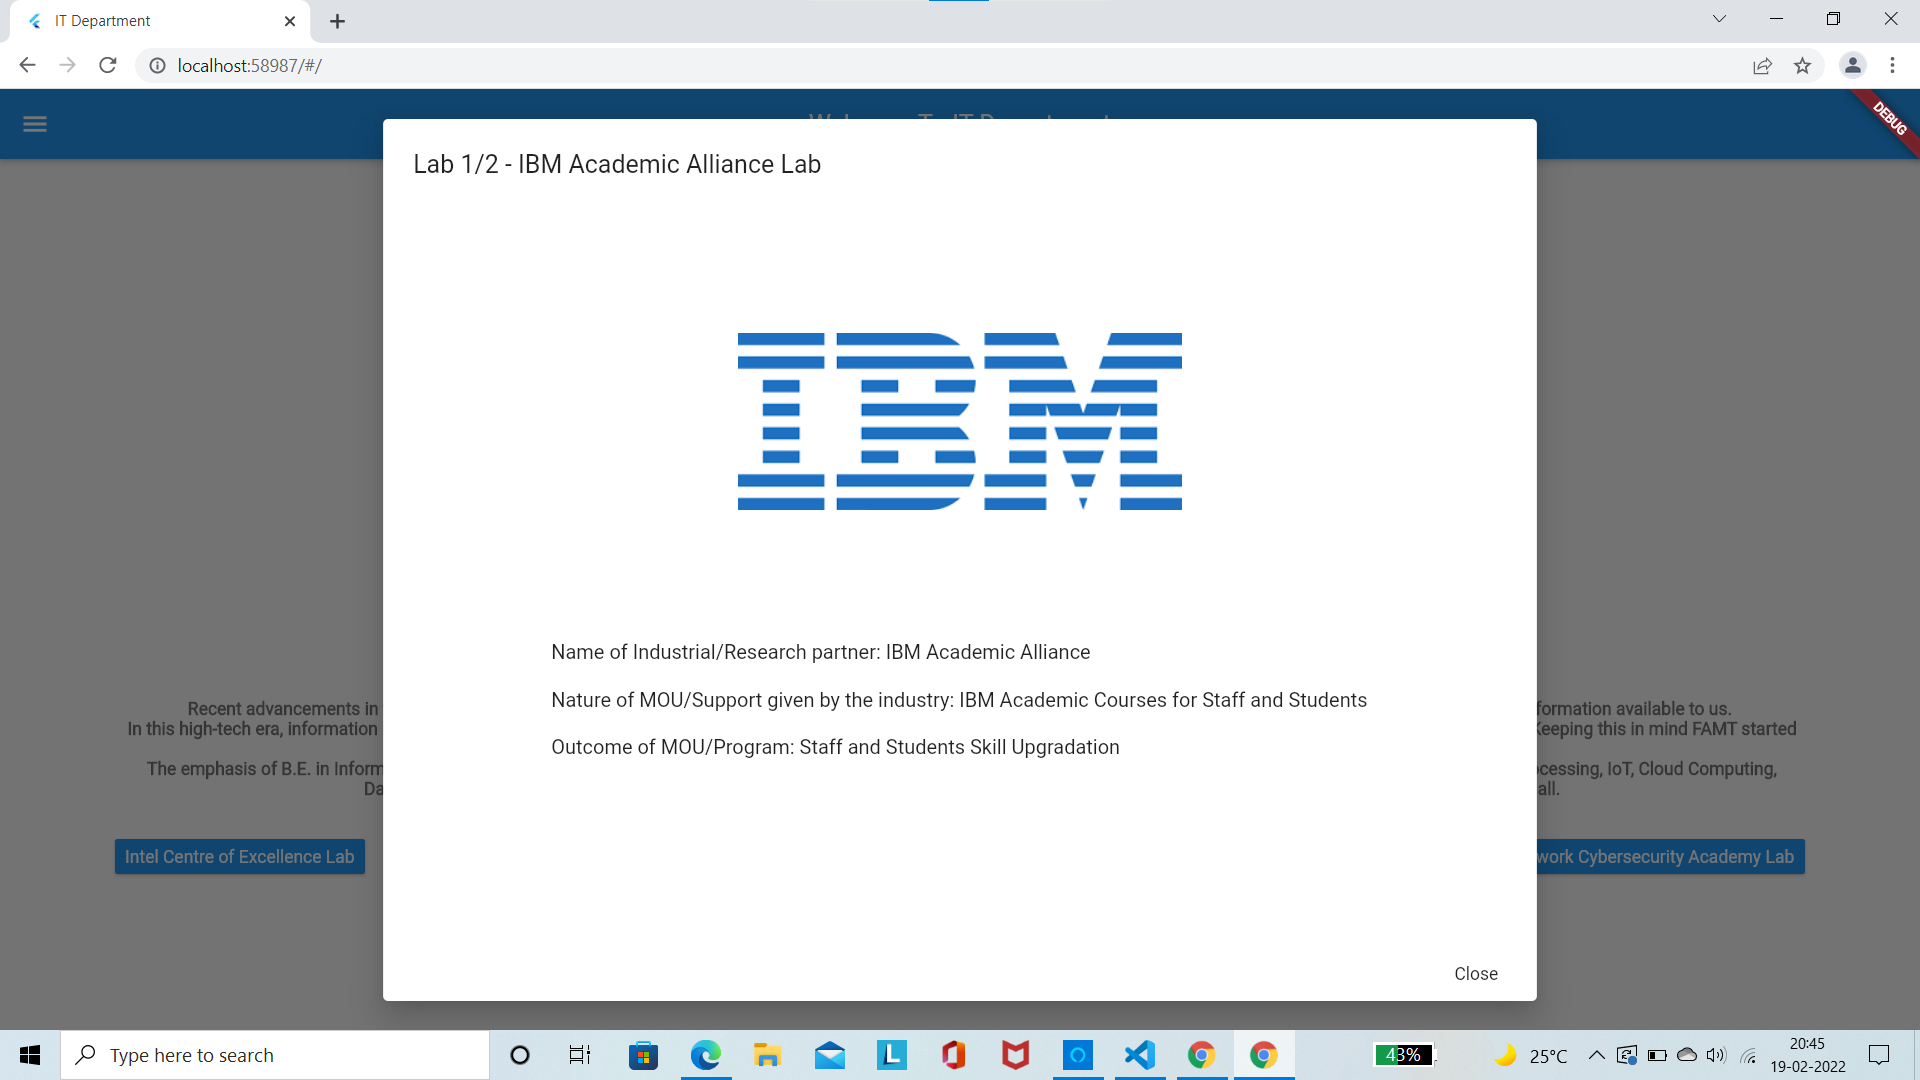 IT Department
localhost:58987/#/
DEBUG
Lab 1/2 - IBM Academic Alliance Lab
IBM
Name of Industrial/Research partner: IBM Academic Alliance
Nature of MOU/Support given by the industry: IBM Academic Courses for Staff and Students
Outcome of MOU/Program: Staff and Students Skill Upgradation
Recent advancements in
formation available to us.
In this high-tech era, information
Keeping this in mind FAMT started
The emphasis of B.E. in Inform
ocessing, IoT, Cloud Computing,
Da
all.
Intel Centre of Excellence Lab
work Cybersecurity Academy Lab
Close
Type here to search
L
43%
25°C
20:45
19-02-2022